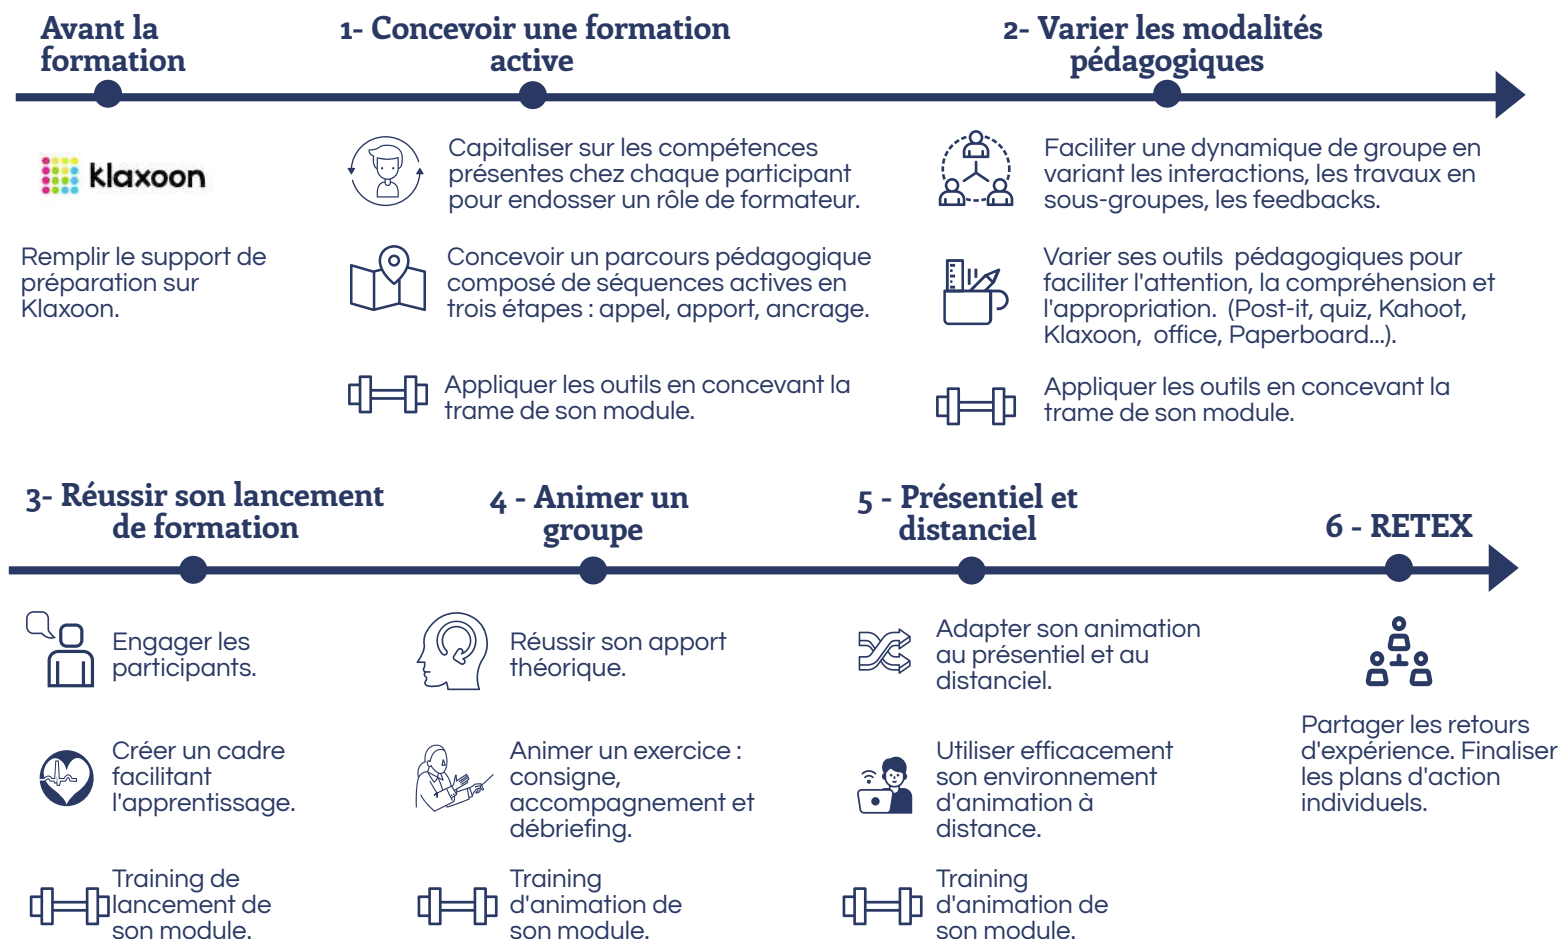 Avant la
formation
1- Concevoir une formation
active
2- Varier les modalités
pédagogiques
klaxoon
Remplir le support de
préparation sur
Klaxoon.
Capitaliser sur les compétences
présentes chez chaque participant
pour endosser un rôle de formateur.
Concevoir un parcours pédagogique
composé de séquences actives en
trois étapes : appel, apport, ancrage.
Appliquer les outils en concevant la
trame de son module.
Faciliter une dynamique de groupe en
variant les interactions, les travaux en
sous-groupes, les feedbacks.
Varier ses outils  pédagogiques pour
faciliter l'attention, la compréhension et
l'appropriation.  (Post-it, quiz, Kahoot,
Klaxoon,  office, Paperboard...).
Appliquer les outils en concevant la
trame de son module.
3- Réussir son lancement
de formation
4 - Animer un
groupe
5 - Présentiel et
distanciel
6 - RETEX
Engager les
participants.
Créer un cadre
facilitant
l'apprentissage.
Training de
lancement de
son module.
Réussir son apport
théorique.
Animer un exercice :
consigne,
accompagnement et
débriefing.
Training
d'animation de
son module.
Adapter son animation
au présentiel et au
distanciel.
Utiliser efficacement
son environnement
d'animation à
distance.
Training
d'animation de
son module.
Partager les retours
d'expérience. Finaliser
les plans d'action
individuels.